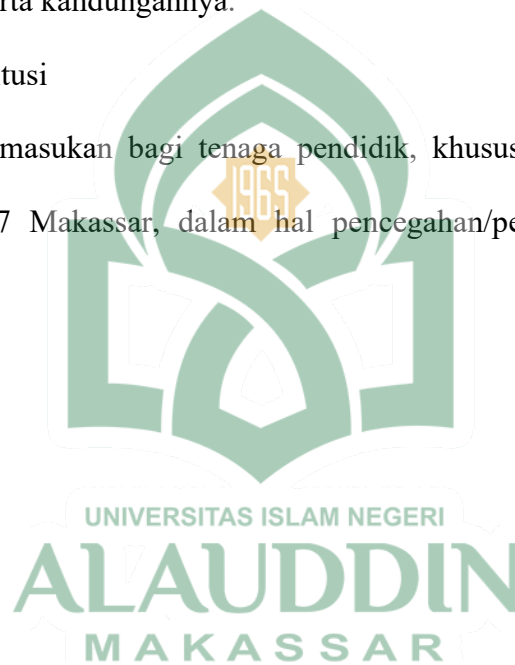 rta kandungannya.
tusi
masukan bagi tenaga pendidik, khusus
7 Makassar, dalam hal pencegahan/pe
1965
UNIVERSITAS ISLAM NEGERI
ALAUDDIN
MAKASSAR